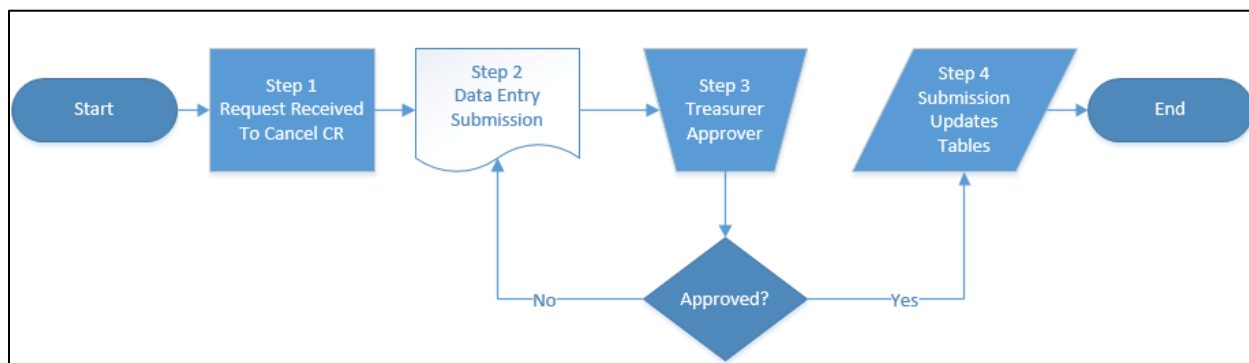 Start
Step 1
Request Received
To Cancel CR
Step 2
Data Entry
Submission
Step 3
Treasurer
Approver
Step 4
Submission
Updates
Tables
End
No
Approved?
Yes